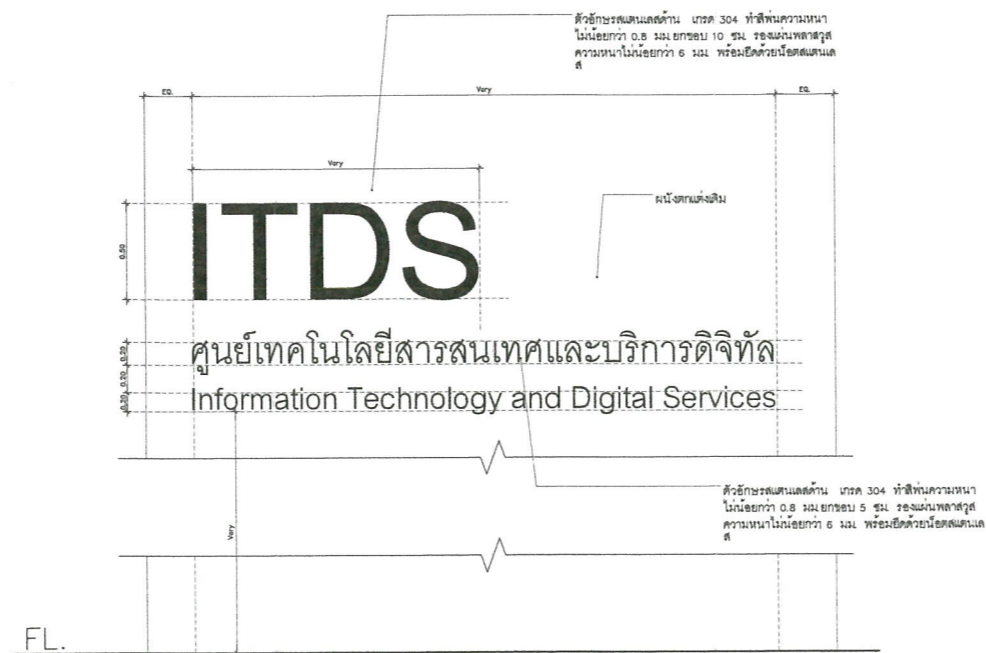 ตัวอักษรสแตนเลสด้าน เกรด 304 ทำสีพ่นความหนา
ไม่น้อยกว่า 0.8 มม.ยกขอบ 10 ซม. รองแผ่นพลาสวูส
ความหนาไม่น้อยกว่า 6 มม. พร้อมยึดด้วยน็อตสแตนเล
ส
EQ.
Vary
EQ.
Vary
ผนังตกแต่งเดิม
0.50
ITDS
0.20
ศูนย์เทคโนโลยีสารสนเทศและบริการดิจิทัล
0.20
0.20
Information Technology and Digital Services
ตัวอักษรสแตนเลสด้าน เกรด 304 ทำสีพ่นความหนา
ไม่น้อยกว่า 0.8 มม.ยกขอบ 5 ซม. รองแผ่นพลาสวูส
ความหนาไม่น้อยกว่า 6 มม. พร้อมยึดด้วยน็อตสแตนเล
ส
Vary
FL.